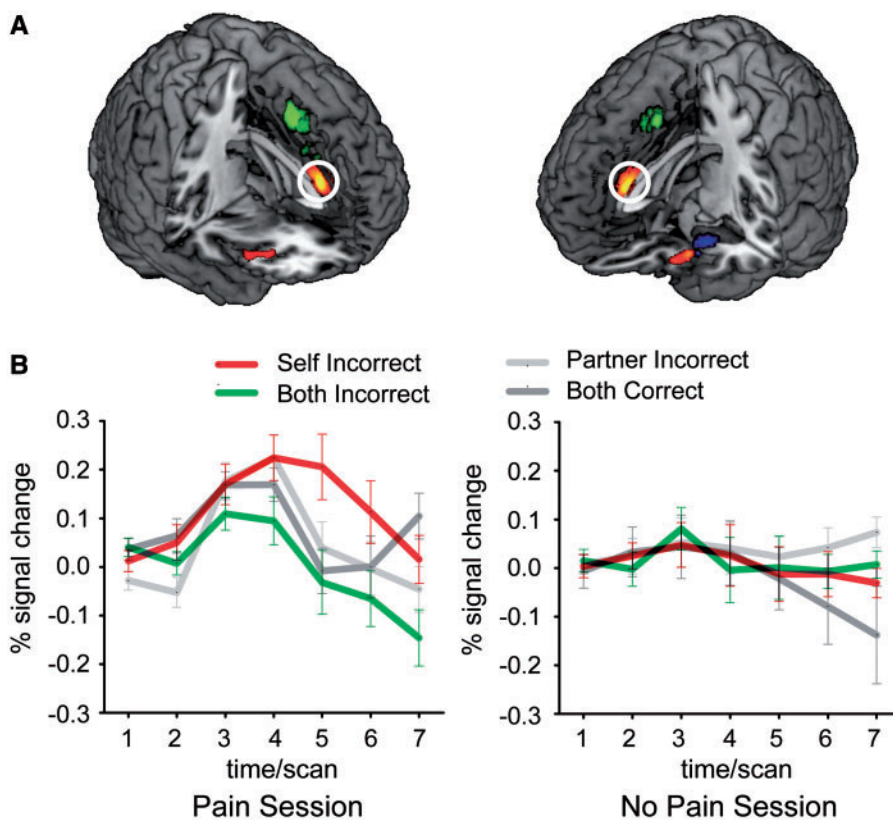 A
B
Self Incorrect
Both Incorrect
Partner Incorrect
Both Correct
% signal change
0.3
0.2
0.1
0.0
-0.1
-0.2
-0.3
1 2 3 4 5 6 7
time/scan
Pain Session
% signal change
0.3
0.2
0.1
0.0
-0.1
-0.2
-0.3
1 2 3 4 5 6 7
time/scan
No Pain Session